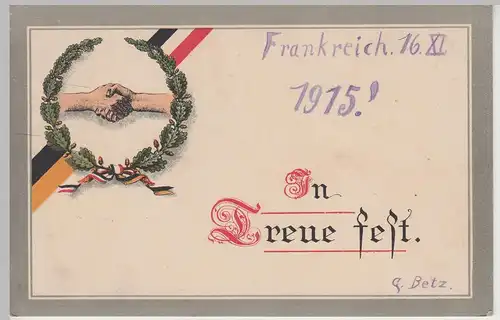 Frankreich. 16. XI
1915.!
In
Treue fest.
G. Betz.